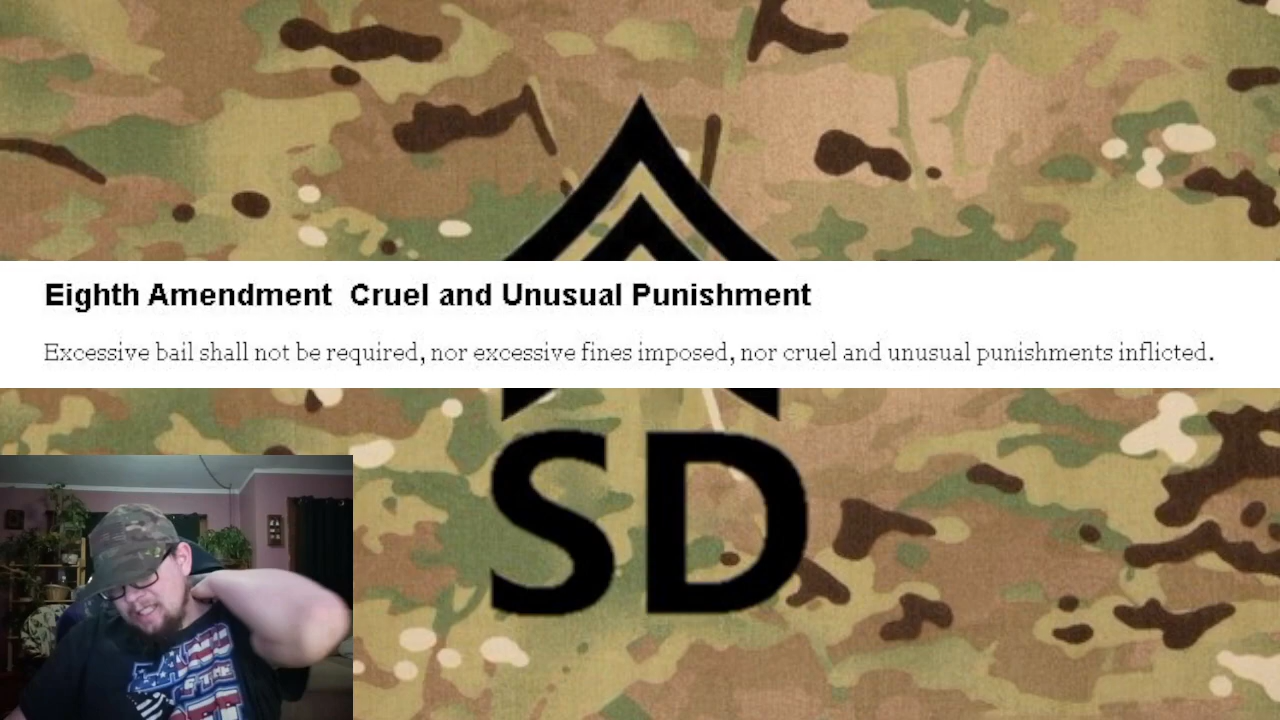 Eighth Amendment  Cruel and Unusual Punishment
Excessive bail shall not be required, nor excessive fines imposed, nor cruel and unusual punishments inflicted.
SD